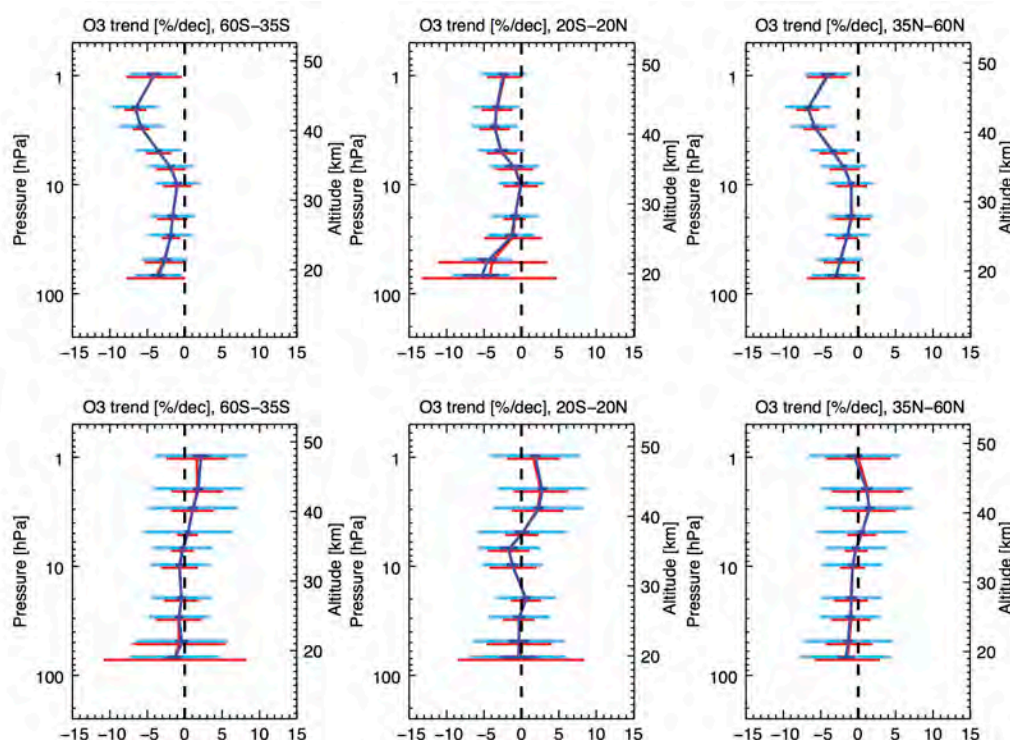 O3 trend [%/dec], 60S−35S
O3 trend [%/dec], 20S−20N
O3 trend [%/dec], 35N−60N
Pressure [hPa]
1
10
100
50
40
30
20
Altitude [km]
Pressure [hPa]
1
10
100
50
40
30
20
Altitude [km]
Pressure [hPa]
1
10
100
50
40
30
20
Altitude [km]
−15 −10 −5 0 5 10 15
−15 −10 −5 0 5 10 15
−15 −10 −5 0 5 10 15
O3 trend [%/dec], 60S−35S
O3 trend [%/dec], 20S−20N
O3 trend [%/dec], 35N−60N
Pressure [hPa]
1
10
100
50
40
30
20
Altitude [km]
Pressure [hPa]
1
10
100
50
40
30
20
Altitude [km]
Pressure [hPa]
1
10
100
50
40
30
20
Altitude [km]
−15 −10 −5 0 5 10 15
−15 −10 −5 0 5 10 15
−15 −10 −5 0 5 10 15